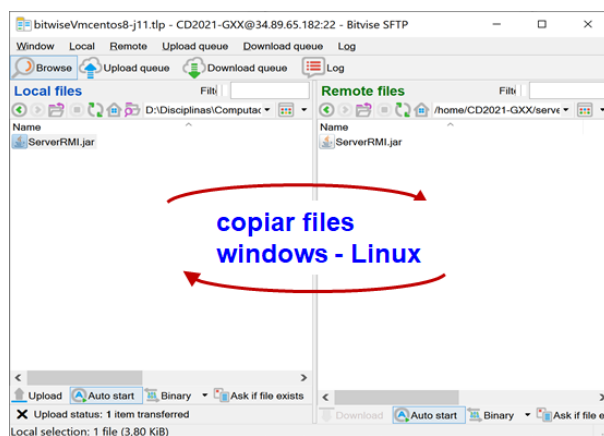 bitwiseVmcentos8-j11.tlp - CD2021-GXX@34.89.65.182:22 - Bitvise SFTP
Window Local Remote Upload queue Download queue Log
Browse Upload queue Download queue Log
Local files Filt
Remote files Filt
D:\Disciplinas\Computac
/home/CD2021-GXX/serve
Name
Name
ServerRMI.jar
ServerRMI.jar
copiar files
windows - Linux
Upload Auto start Binary Ask if file exists
Download Auto start Binary Ask if file e
Upload status: 1 item transferred
Local selection: 1 file (3.80 KiB)